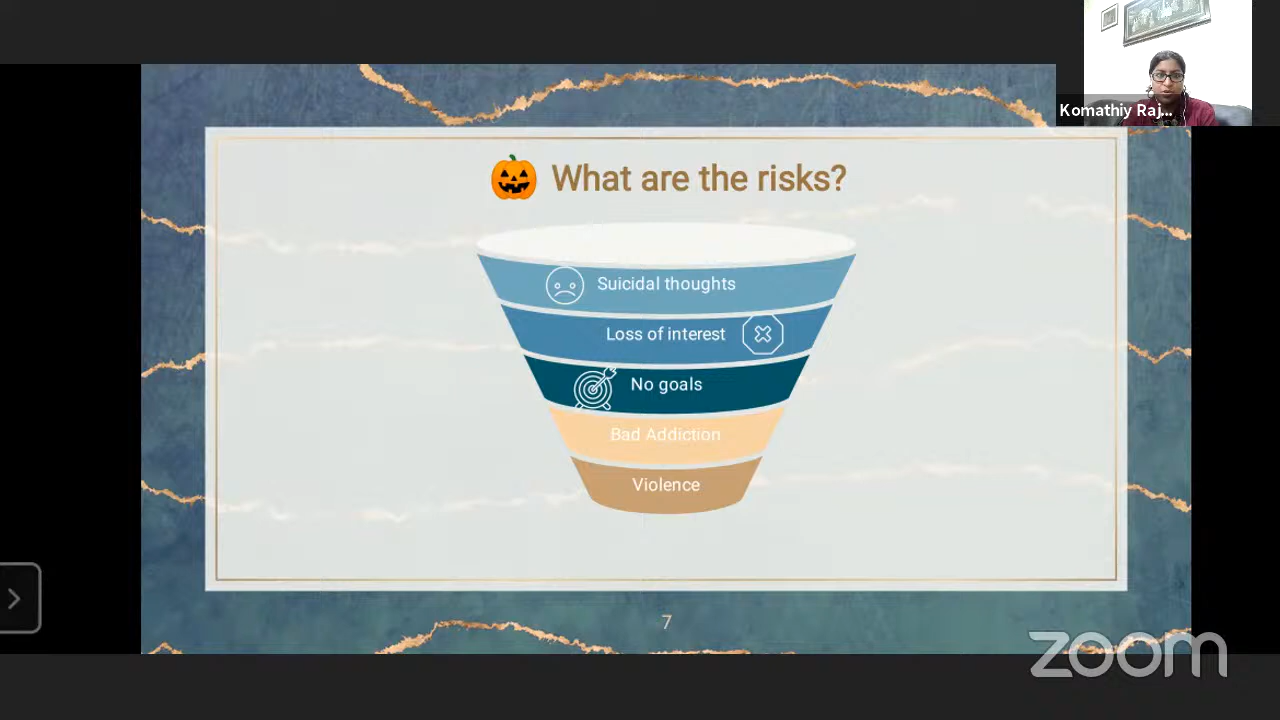 Komathiy Raj...
What are the risks?
Suicidal thoughts
Loss of interest
No goals
Bad Addiction
Violence
7
zoom